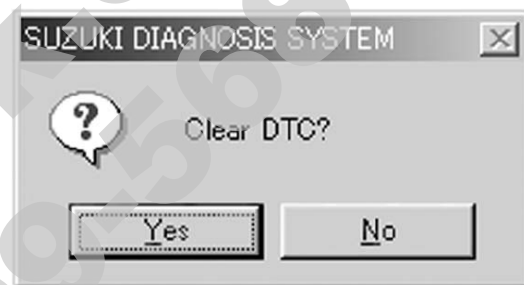 SUZUKI DIAGNOSIS SYSTEM
?
Clear DTC?
Yes No